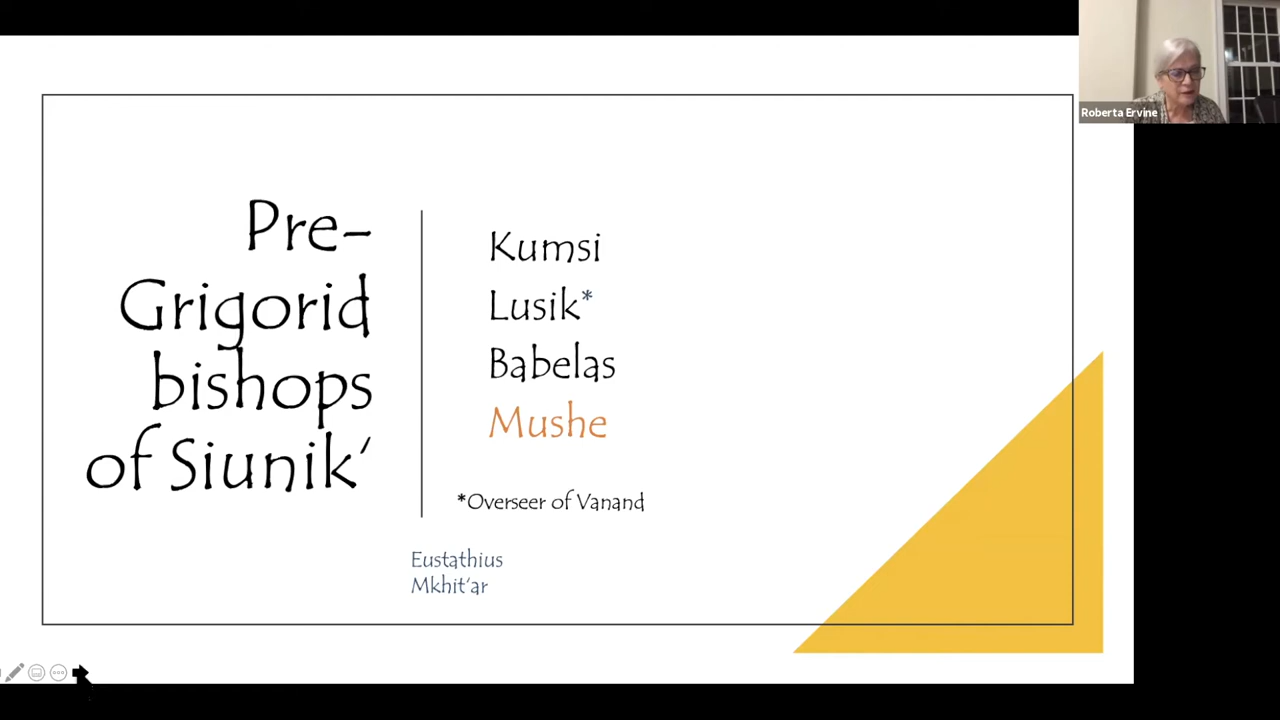 Roberta Ervine
Pre-
Grigorid
bishops
of Siunik’
Kumsi
Lusik*
Babelas
Mushe
*Overseer of Vanand
Eustathius
Mkhit‘ar